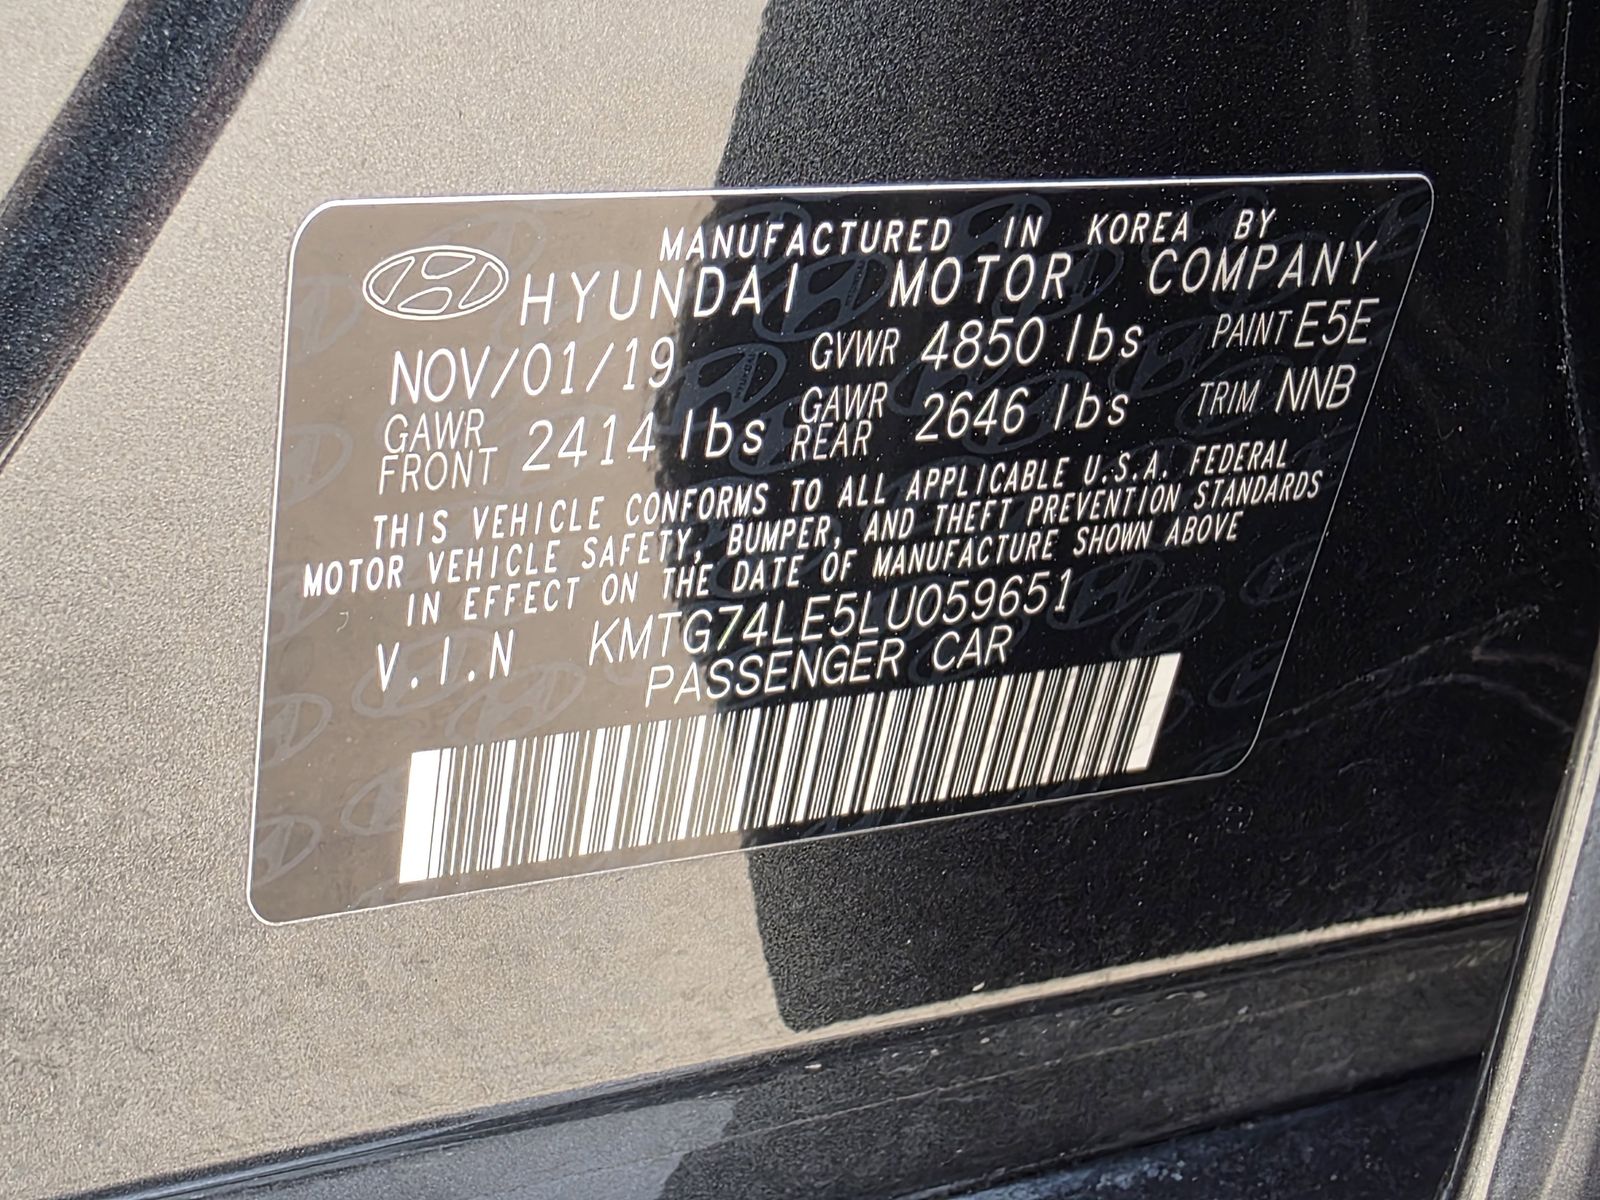 MANUFACTURED IN KOREA BY
HYUNDAI MOTOR COMPANY
NOV/01/19 GVWR 4850 lbs PAINT E5E
GAWR FRONT 2414 lbs GAWR REAR 2646 lbs TRIM NNB
THIS VEHICLE CONFORMS TO ALL APPLICABLE U.S.A. FEDERAL
MOTOR VEHICLE SAFETY, BUMPER, AND THEFT PREVENTION STANDARDS
IN EFFECT ON THE DATE OF MANUFACTURE SHOWN ABOVE
V.I.N KMTG74LE5LU059651
PASSENGER CAR